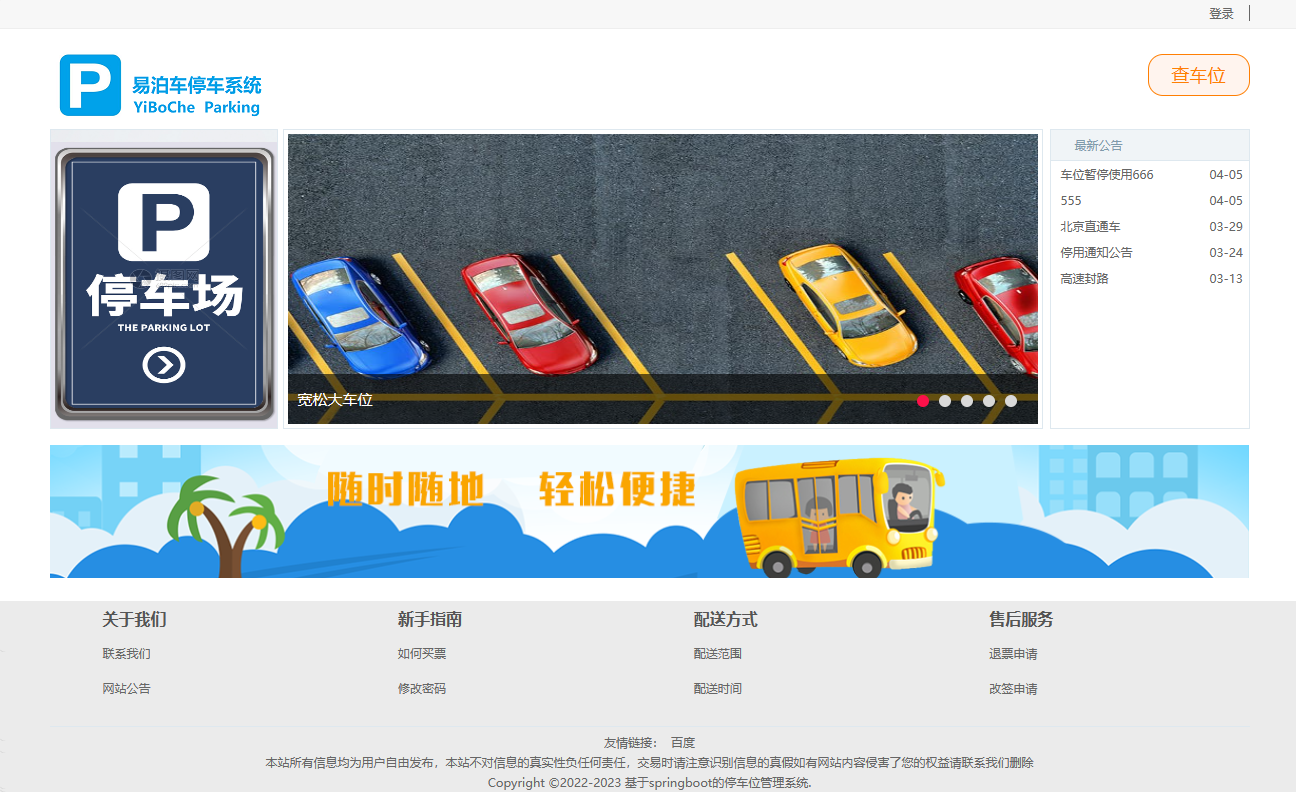 登录
P 易泊车停车系统
YiBoChe Parking
查车位
P
停车场
THE PARKING LOT
宽松大车位
最新公告
车位暂停使用666 04-05
555 04-05
北京直通车 03-29
停用通知公告 03-24
高速封路 03-13
随时随地 轻松便捷
关于我们 新手指南 配送方式 售后服务
联系我们 如何买票 配送范围 退票申请
网站公告 修改密码 配送时间 改签申请
友情链接： 百度
本站所有信息均为用户自由发布，本站不对信息的真实性负任何责任，交易时请注意识别信息的真假如有网站内容侵害了您的权益请联系我们删除
Copyright ©2022-2023 基于springboot的停车位管理系统.